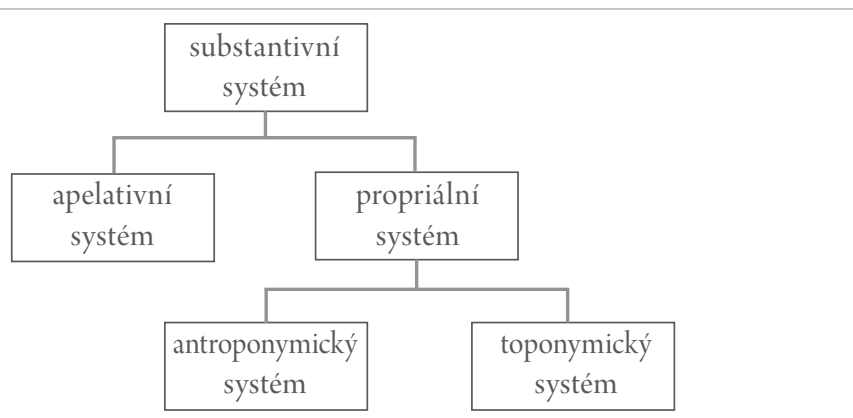 substantivní
systém
apelativní
systém
propriální
systém
antroponymický
systém
toponymický
systém